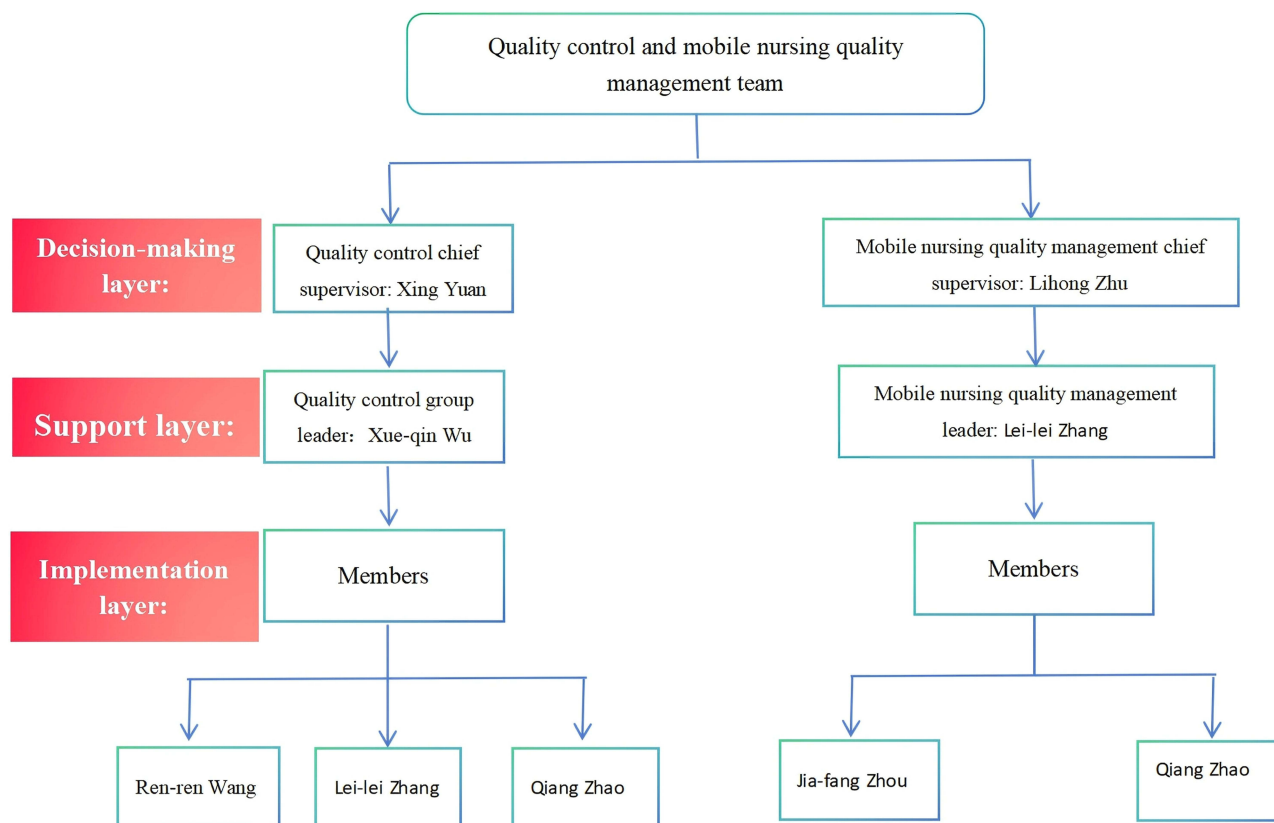 Quality control and mobile nursing quality
management team
Decision-making
layer:
Quality control chief
supervisor: Xing Yuan
Mobile nursing quality management chief
supervisor: Lihong Zhu
Support layer:
Quality control group
leader：Xue-qin Wu
Mobile nursing quality management
leader: Lei-lei Zhang
Implementation
layer:
Members
Members
Ren-ren Wang
Lei-lei Zhang
Qiang Zhao
Jia-fang Zhou
Qiang Zhao